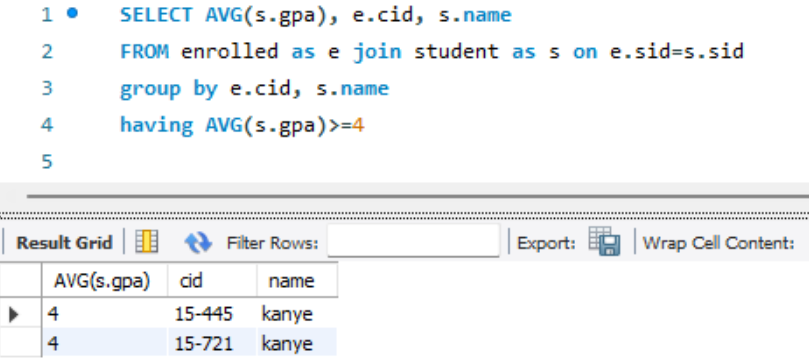 1 SELECT AVG(s.gpa), e.cid, s.name
2 FROM enrolled as e join student as s on e.sid=s.sid
3 group by e.cid, s.name
4 having AVG(s.gpa)>=4
5
Result Grid Filter Rows: Export: Wrap Cell Content:
AVG(s.gpa) cid name
4 15-445 kanye
4 15-721 kanye